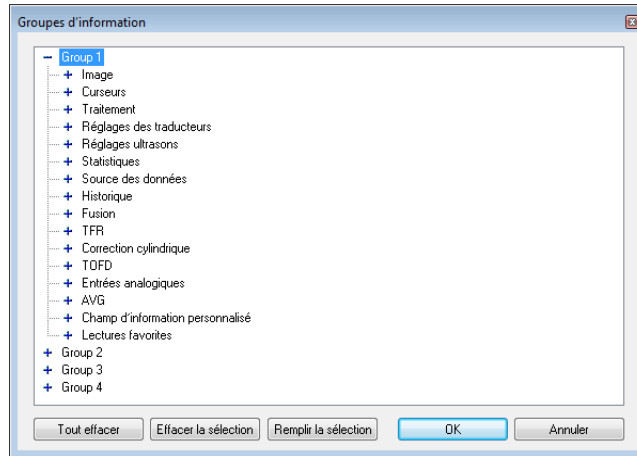 Groupes d'information
Group 1
Image
Curseurs
Traitement
Réglages des traducteurs
Réglages ultrasons
Statistiques
Source des données
Historique
Fusion
TFR
Correction cylindrique
TOFD
Entrées analogiques
AVG
Champ d'information personnalisé
Lectures favorites
Group 2
Group 3
Group 4
Tout effacer Effacer la sélection Remplir la sélection OK Annuler